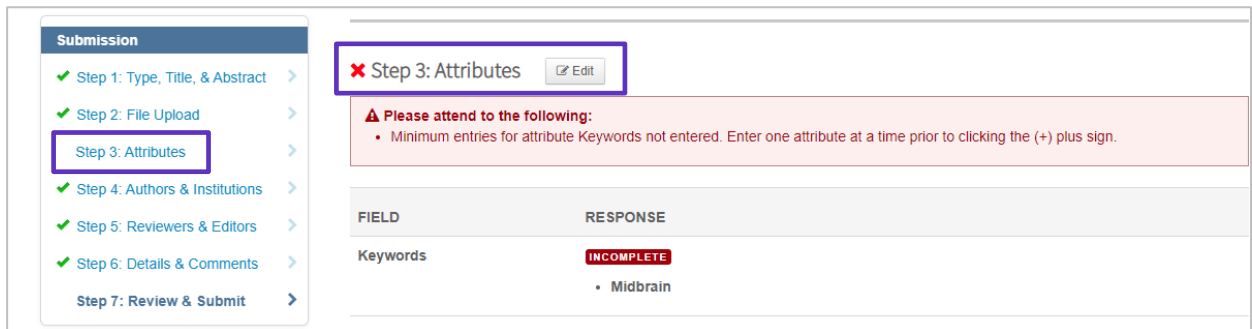 Submission
Step 1: Type, Title, & Abstract
Step 2: File Upload
Step 3: Attributes
Step 4: Authors & Institutions
Step 5: Reviewers & Editors
Step 6: Details & Comments
Step 7: Review & Submit
Step 3: Attributes Edit
Please attend to the following:
• Minimum entries for attribute Keywords not entered. Enter one attribute at a time prior to clicking the (+) plus sign.
FIELD RESPONSE
Keywords INCOMPLETE
• Midbrain